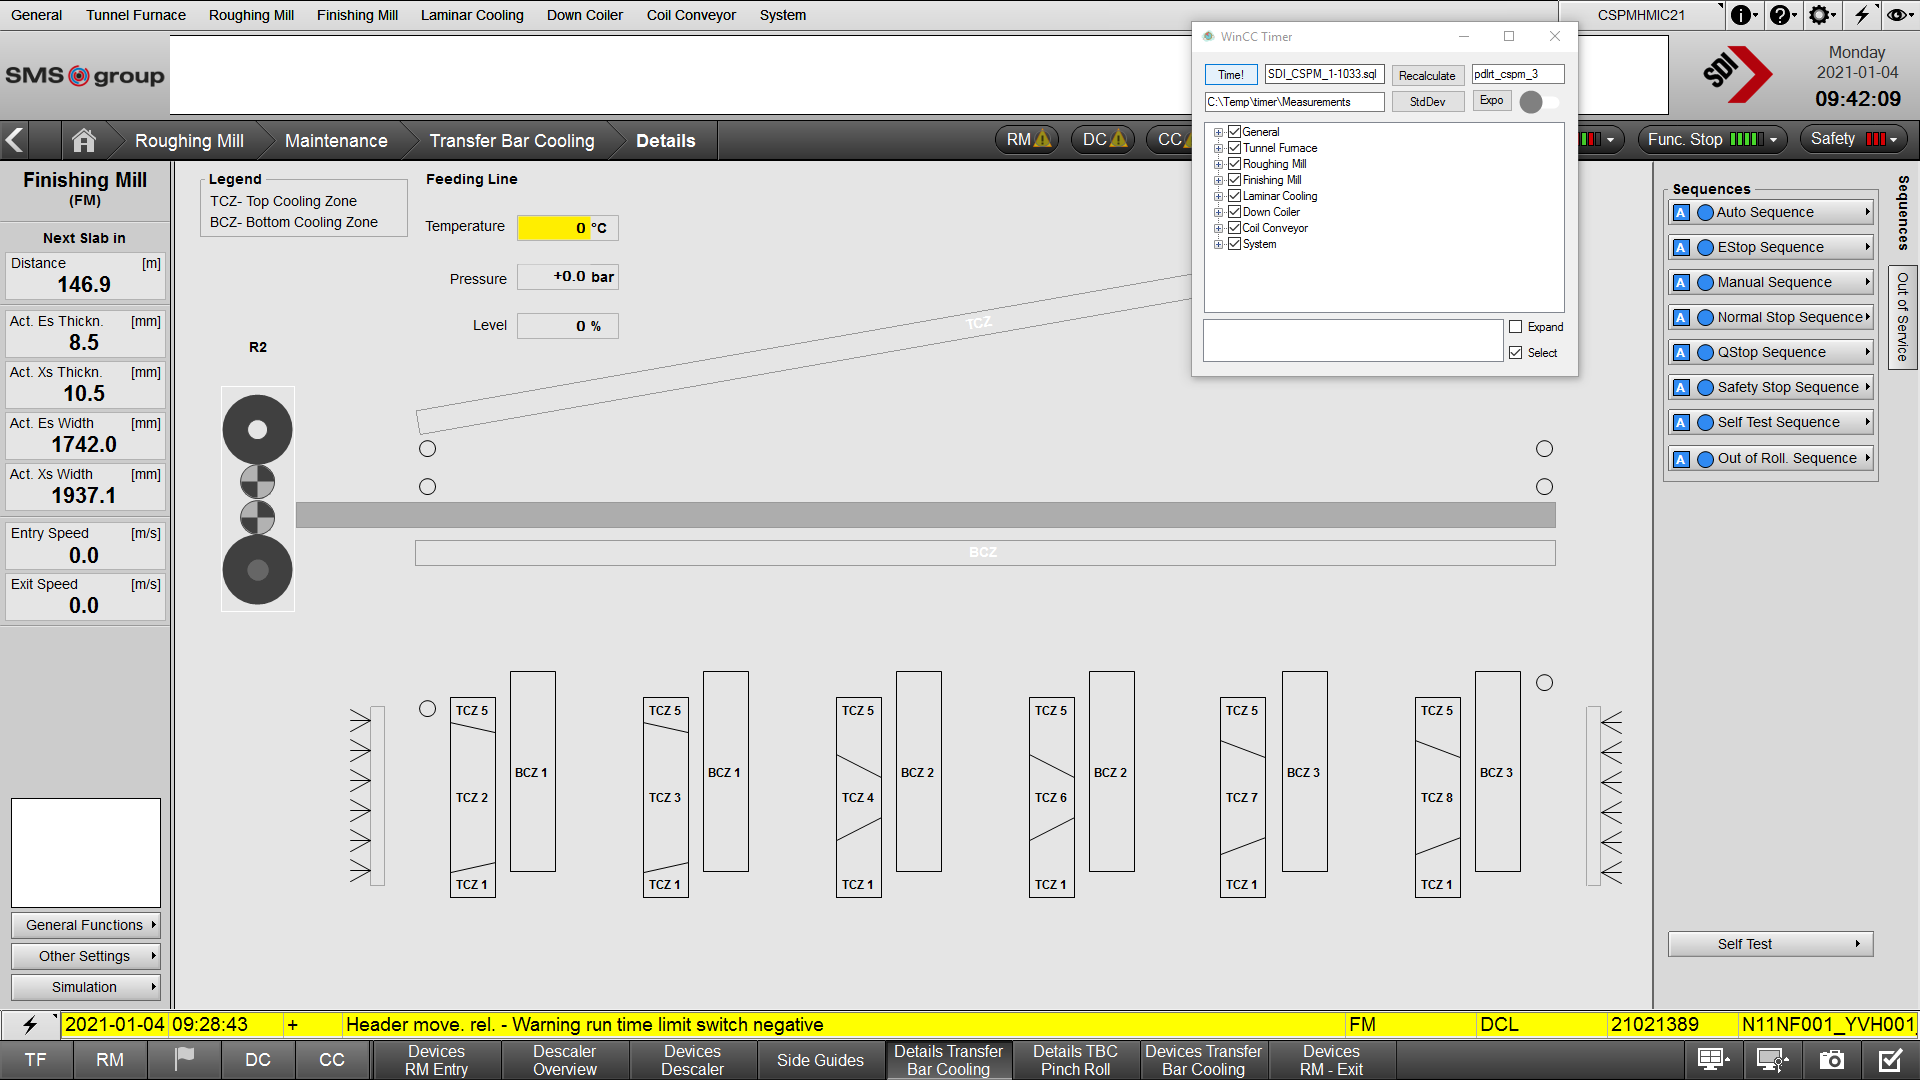 General Tunnel Furnace Roughing Mill Finishing Mill Laminar Cooling Down Coiler Coil Conveyor System CSPMHMIC21
SMS group
SDI
Monday
2021-01-04
09:42:09
WinCC Timer
Time! SDI_CSPM_1-1033.sql Recalculate pdlrt_cspm_3
C:\Temp\timer\Measurements StdDev Expo
General
Tunnel Furnace
Roughing Mill
Finishing Mill
Laminar Cooling
Down Coiler
Coil Conveyor
System
Expand
Select
Roughing Mill Maintenance Transfer Bar Cooling Details RM DC CC Func. Stop Safety
Finishing Mill
(FM)
Next Slab in
Distance [m]
146.9
Act. Es Thickn. [mm]
8.5
Act. Xs Thickn. [mm]
10.5
Act. Es Width [mm]
1742.0
Act. Xs Width [mm]
1937.1
Entry Speed [m/s]
0.0
Exit Speed [m/s]
0.0
General Functions
Other Settings
Simulation
Legend
TCZ- Top Cooling Zone
BCZ- Bottom Cooling Zone
Feeding Line
Temperature 0 °C
Pressure +0.0 bar
Level 0 %
R2
TCZ
BCZ
TCZ 5 TCZ 5 TCZ 5 TCZ 5 TCZ 5 TCZ 5
BCZ 1 BCZ 1 BCZ 2 BCZ 2 BCZ 3 BCZ 3
TCZ 2 TCZ 3 TCZ 4 TCZ 6 TCZ 7 TCZ 8
TCZ 1 TCZ 1 TCZ 1 TCZ 1 TCZ 1 TCZ 1
Sequences
A Auto Sequence
A EStop Sequence
A Manual Sequence
A Normal Stop Sequence
A QStop Sequence
A Safety Stop Sequence
A Self Test Sequence
A Out of Roll. Sequence
Sequences
Out of Service
Self Test
2021-01-04 09:28:43 + Header move. rel. - Warning run time limit switch negative FM DCL 21021389 N11NF001_YVH001
TF RM DC CC
Devices
RM Entry
Descaler
Overview
Devices
Descaler
Side Guides
Details Transfer
Bar Cooling
Details TBC
Pinch Roll
Devices Transfer
Bar Cooling
Devices
RM - Exit